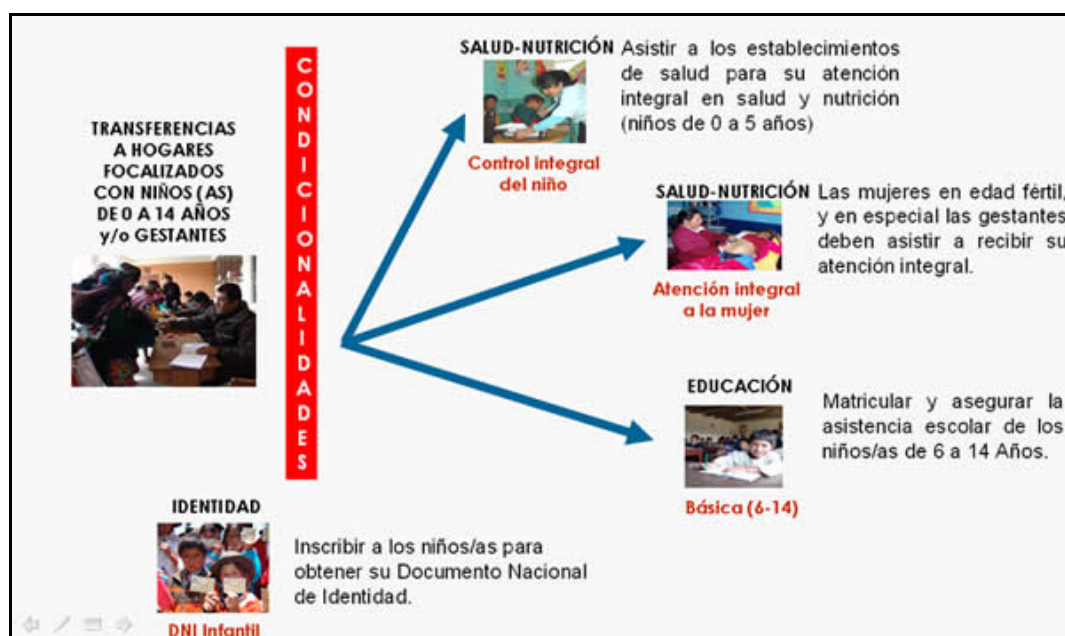 TRANSFERENCIAS
A HOGARES
FOCALIZADOS
CON NIÑOS (AS)
DE 0 A 14 AÑOS
y/o GESTANTES
CONDICIONALIDADES
SALUD-NUTRICIÓN
Asistir a los establecimientos
de salud para su atención
integral en salud y nutrición
(niños de 0 a 5 años)
Control integral
del niño
SALUD-NUTRICIÓN
Las mujeres en edad fértil,
y en especial las gestantes
deben asistir a recibir su
atención integral.
Atención integral
a la mujer
EDUCACIÓN
Matricular y asegurar la
asistencia escolar de los
niños/as de 6 a 14 Años.
Básica (6-14)
IDENTIDAD
Inscribir a los niños/as para
obtener su Documento Nacional
de Identidad.
DNI Infantil